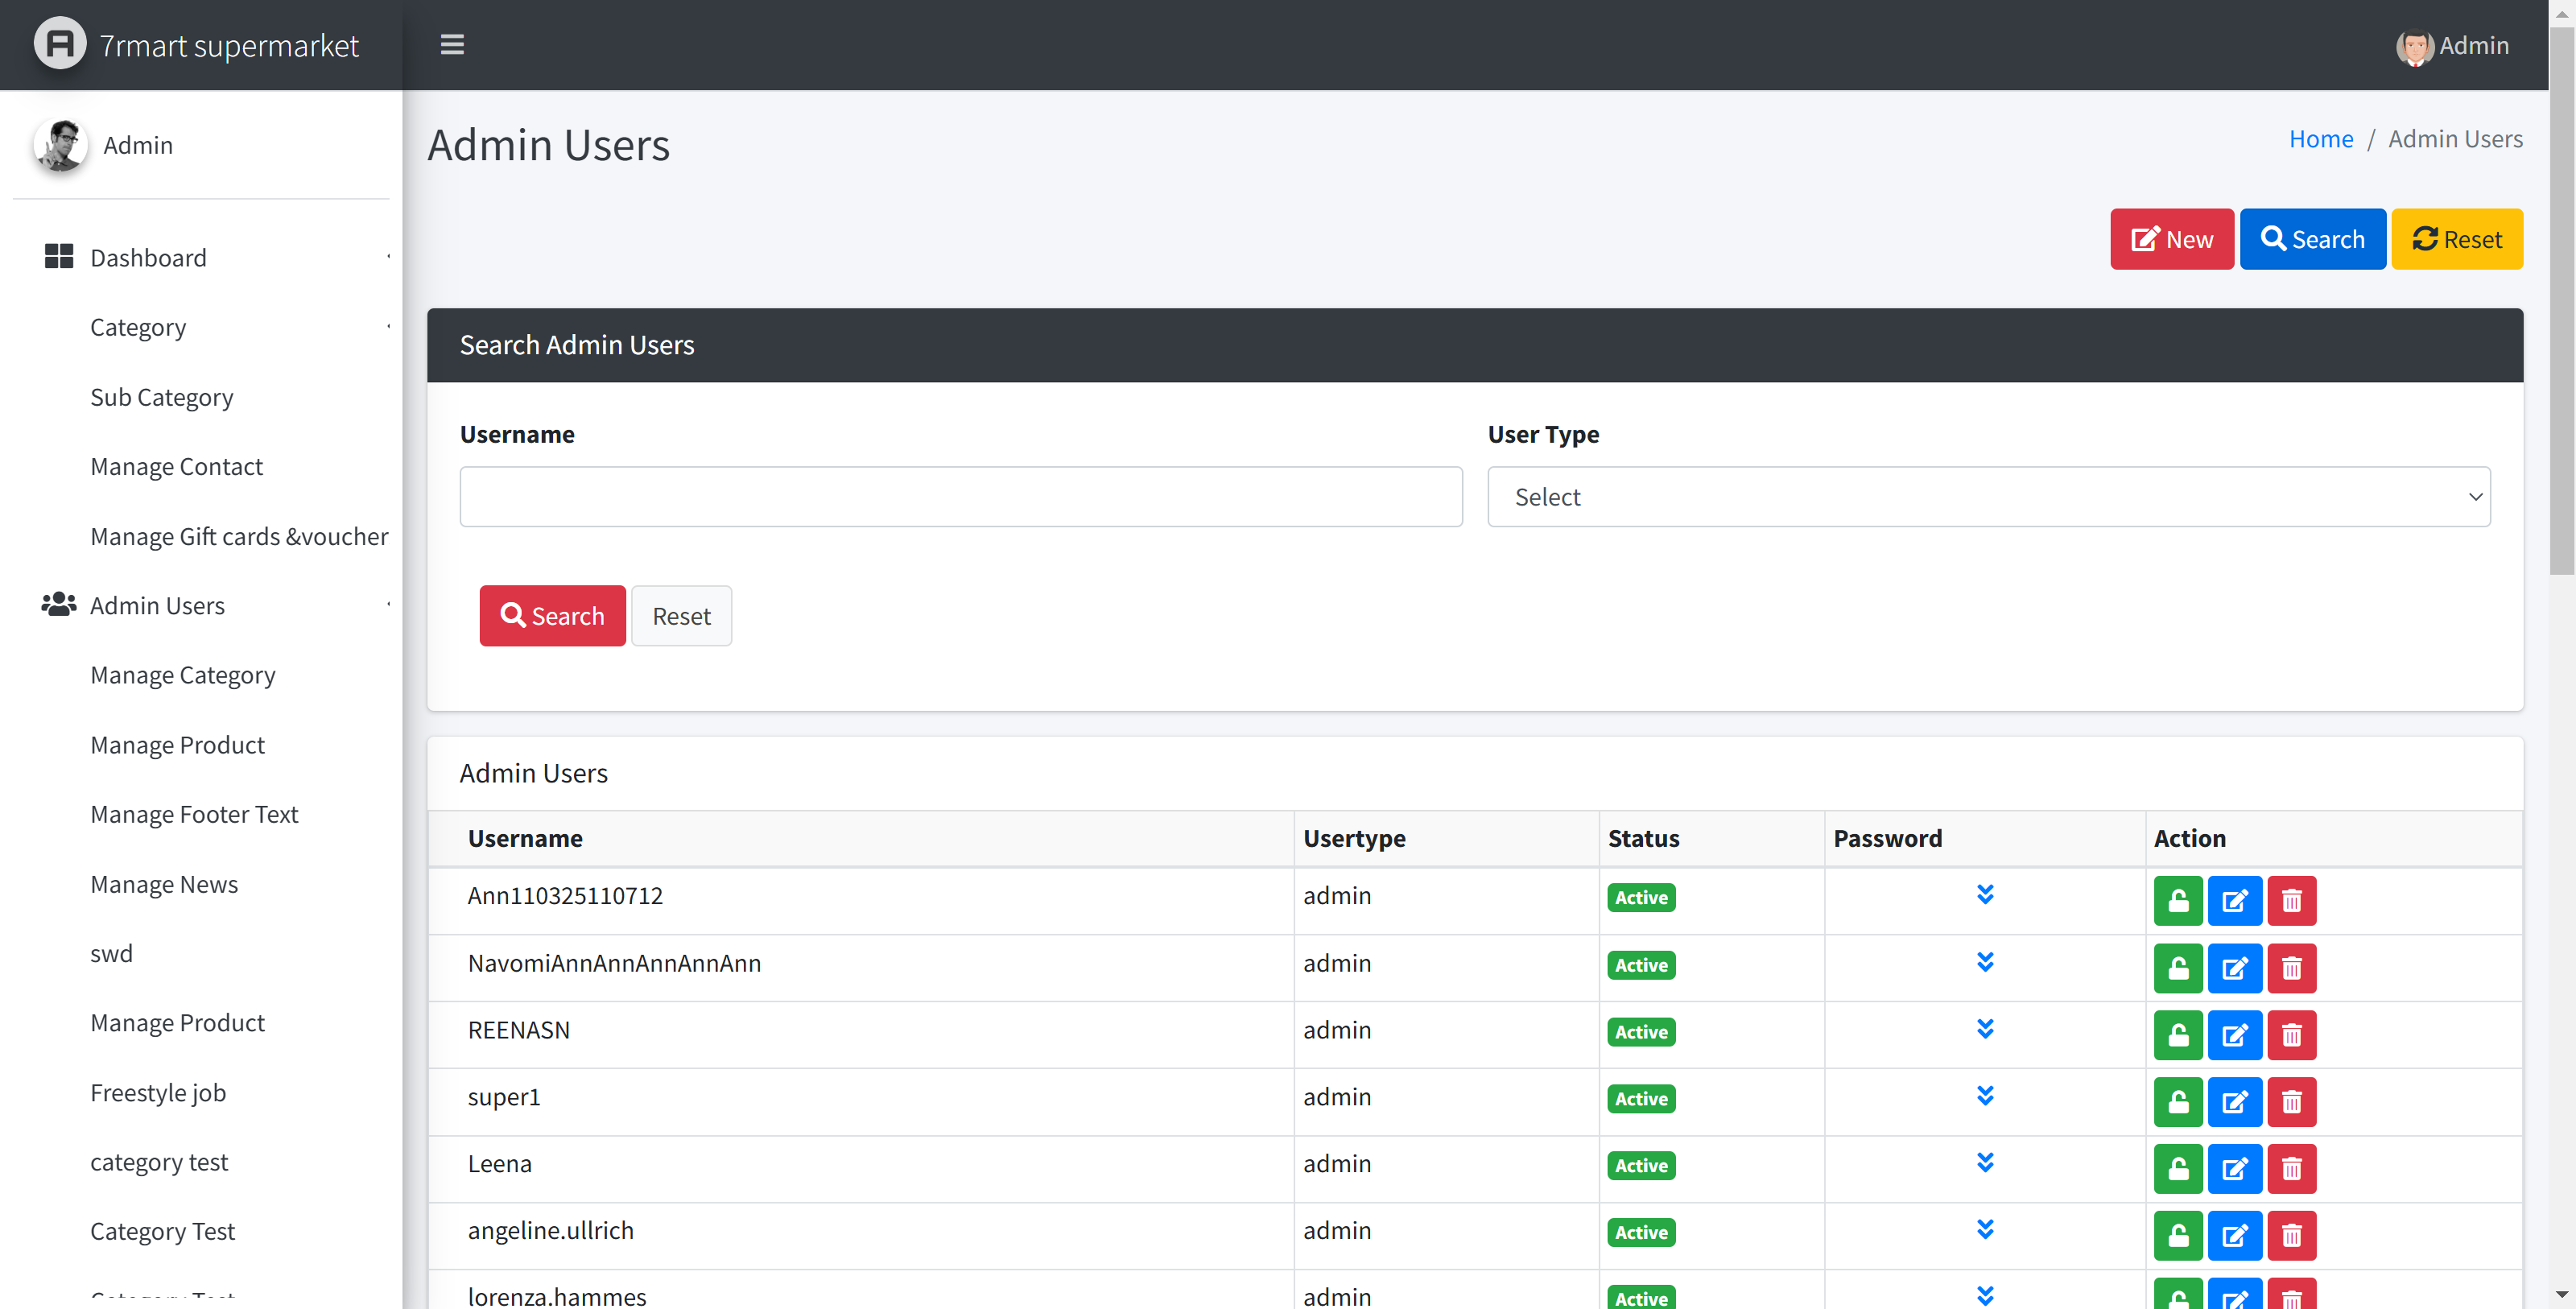 7rmart supermarket
Admin
Admin
Dashboard
Category
Sub Category
Manage Contact
Manage Gift cards &voucher
Admin Users
Manage Category
Manage Product
Manage Footer Text
Manage News
swd
Manage Product
Freestyle job
category test
Category Test
Category Test
Admin Users
Home / Admin Users
New Search Reset
Search Admin Users
Username User Type
Select
Search Reset
Admin Users
Username Usertype Status Password Action
Ann110325110712 admin Active
NavomiAnnAnnAnnAnnAnn admin Active
REENASN admin Active
super1 admin Active
Leena admin Active
angeline.ullrich admin Active
lorenza.hammes admin Active